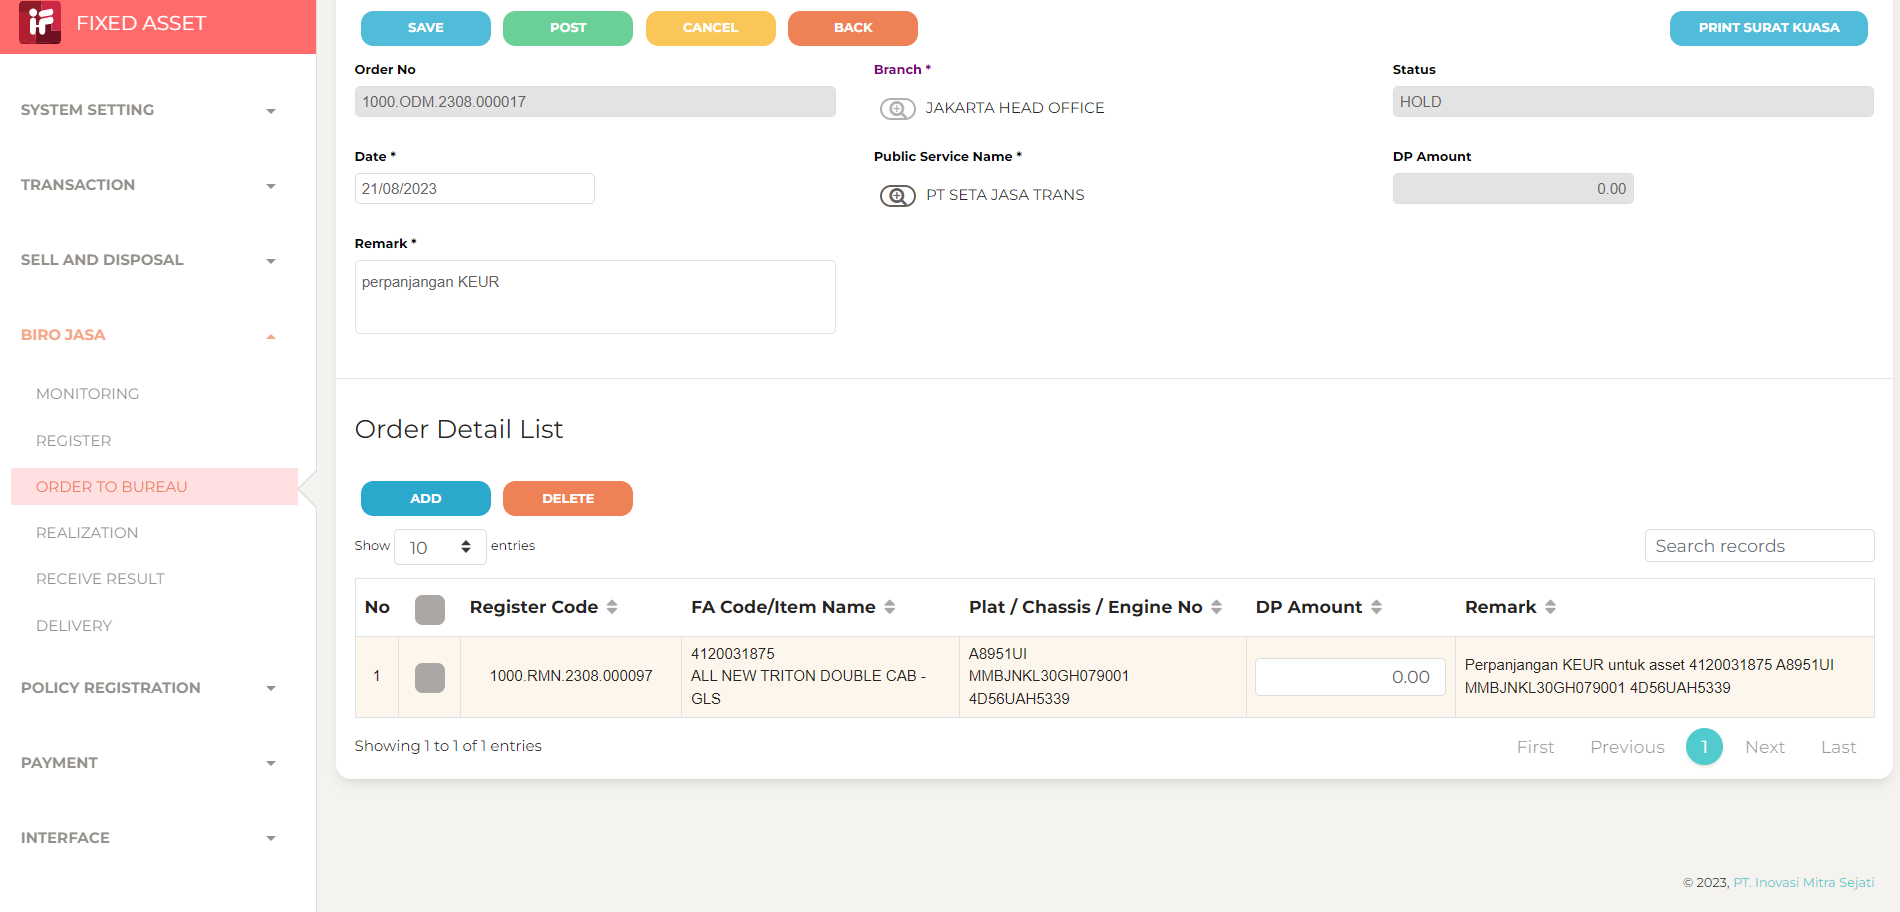 FIXED ASSET
SYSTEM SETTING
TRANSACTION
SELL AND DISPOSAL
BIRO JASA
MONITORING
REGISTER
ORDER TO BUREAU
REALIZATION
RECEIVE RESULT
DELIVERY
POLICY REGISTRATION
PAYMENT
INTERFACE
SAVE POST CANCEL BACK PRINT SURAT KUASA
Order No Branch * Status
1000.ODM.2308.000017 JAKARTA HEAD OFFICE HOLD
Date * Public Service Name * DP Amount
21/08/2023 PT SETA JASA TRANS 0.00
Remark *
perpanjangan KEUR
Order Detail List
ADD DELETE
Show 10 entries Search records
No Register Code FA Code/Item Name Plat / Chassis / Engine No DP Amount Remark
1 1000.RMN.2308.000097
4120031875
ALL NEW TRITON DOUBLE CAB -
GLS
A8951UI
MMBJNKL30GH079001
4D56UAH5339
0.00
Perpanjangan KEUR untuk asset 4120031875 A8951UI
MMBJNKL30GH079001 4D56UAH5339
Showing 1 to 1 of 1 entries First Previous 1 Next Last
© 2023, PT. Inovasi Mitra Sejati